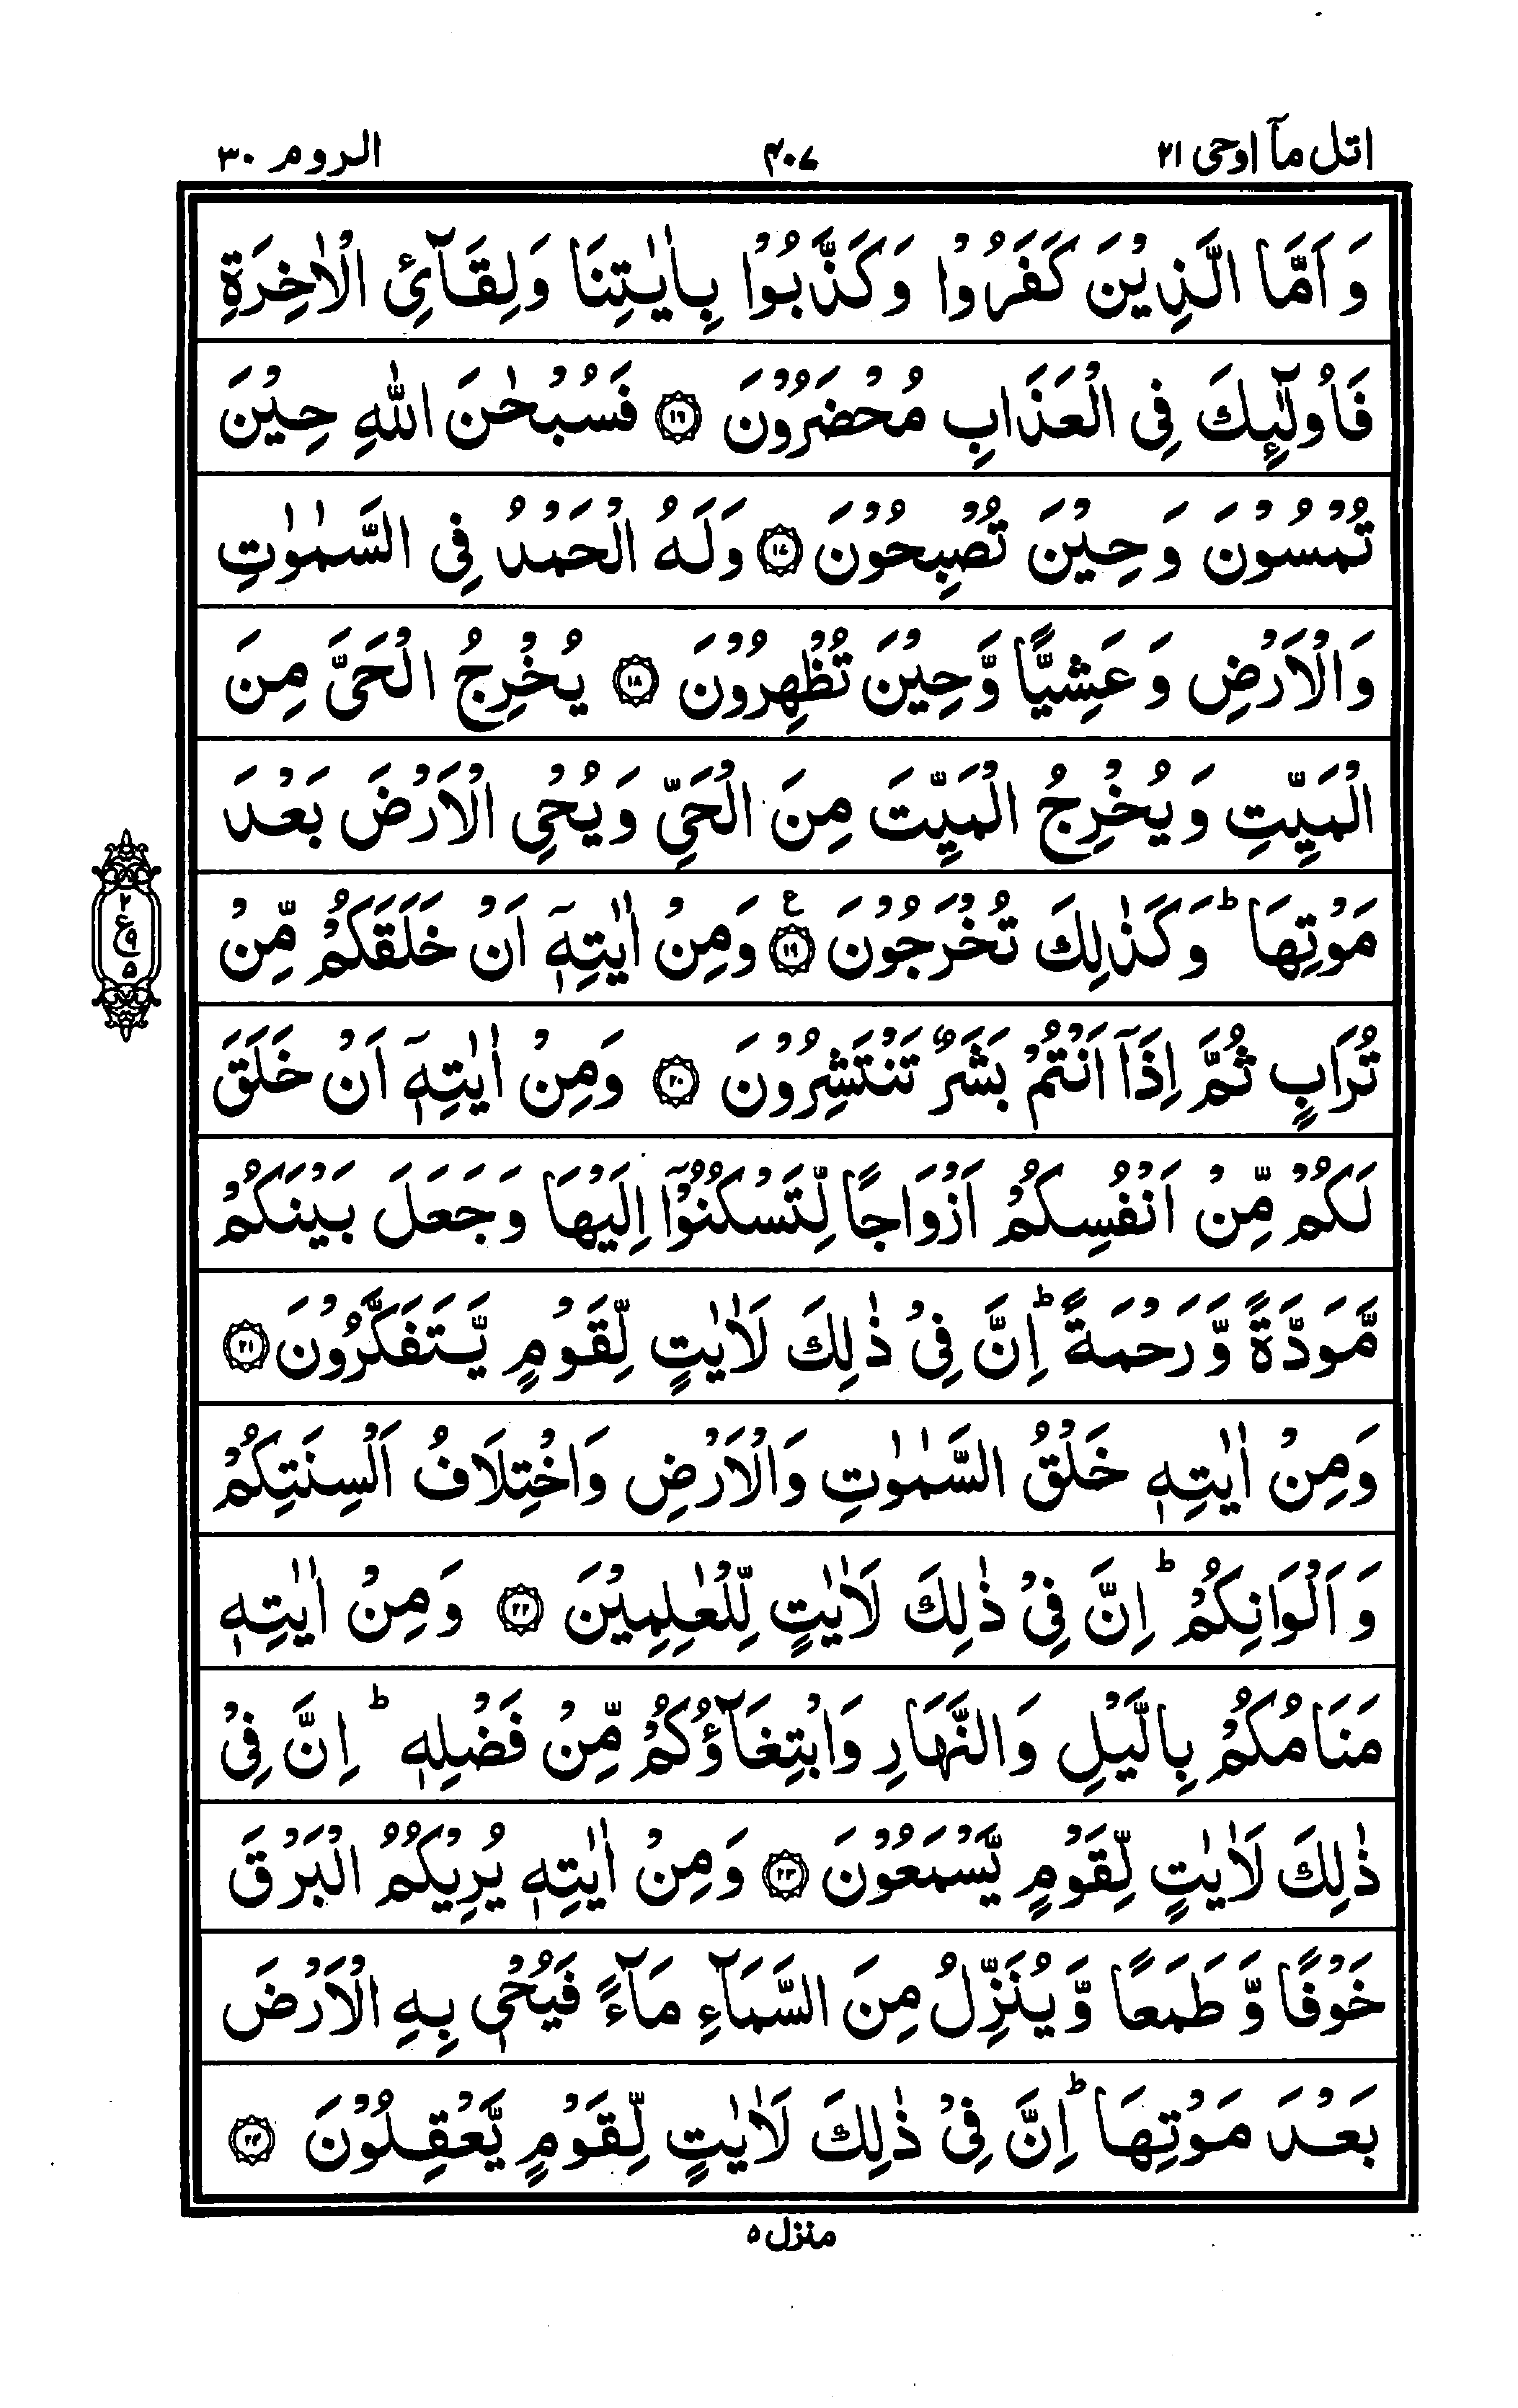 اتل مآ اوحی ۲۱
۴۰۷
الروم ۳۰
وَ اَمَّا الَّذِیْنَ كَفَرُوْا وَ كَذَّبُوْا بِاٰیٰتِنَا وَ لِقَآئِ الْاٰخِرَةِ
فَاُولٰٓىِٕكَ فِی الْعَذَابِ مُحْضَرُوْنَ ۝۱۶ فَسُبْحٰنَ اللّٰهِ حِیْنَ
تُمْسُوْنَ وَ حِیْنَ تُصْبِحُوْنَ ۝۱۷ وَ لَهُ الْحَمْدُ فِی السَّمٰوٰتِ
وَ الْاَرْضِ وَ عَشِیًّا وَّ حِیْنَ تُظْهِرُوْنَ ۝۱۸ یُخْرِجُ الْحَیَّ مِنَ
الْمَیِّتِ وَ یُخْرِجُ الْمَیِّتَ مِنَ الْحَیِّ وَ یُحْیِ الْاَرْضَ بَعْدَ
مَوْتِهَا ؕ وَ كَذٰلِكَ تُخْرَجُوْنَ ۝۱۹ ع وَ مِنْ اٰیٰتِهٖۤ اَنْ خَلَقَكُمْ مِّنْ
تُرَابٍ ثُمَّ اِذَاۤ اَنْتُمْ بَشَرٌ تَنْتَشِرُوْنَ ۝۲۰ وَ مِنْ اٰیٰتِهٖۤ اَنْ خَلَقَ
لَكُمْ مِّنْ اَنْفُسِكُمْ اَزْوَاجًا لِّتَسْكُنُوْۤا اِلَیْهَا وَ جَعَلَ بَیْنَكُمْ
مَّوَدَّةً وَّ رَحْمَةً ؕ اِنَّ فِیْ ذٰلِكَ لَاٰیٰتٍ لِّقَوْمٍ یَّتَفَكَّرُوْنَ ۝۲۱
وَ مِنْ اٰیٰتِهٖ خَلْقُ السَّمٰوٰتِ وَ الْاَرْضِ وَ اخْتِلَافُ اَلْسِنَتِكُمْ
وَ اَلْوَانِكُمْ ؕ اِنَّ فِیْ ذٰلِكَ لَاٰیٰتٍ لِّلْعٰلِمِیْنَ ۝۲۲ وَ مِنْ اٰیٰتِهٖ
مَنَامُكُمْ بِالَّیْلِ وَ النَّهَارِ وَ ابْتِغَآؤُكُمْ مِّنْ فَضْلِهٖ ؕ اِنَّ فِیْ
ذٰلِكَ لَاٰیٰتٍ لِّقَوْمٍ یَّسْمَعُوْنَ ۝۲۳ وَ مِنْ اٰیٰتِهٖ یُرِیْكُمُ الْبَرْقَ
خَوْفًا وَّ طَمَعًا وَّ یُنَزِّلُ مِنَ السَّمَآءِ مَآءً فَیُحْیٖ بِهِ الْاَرْضَ
بَعْدَ مَوْتِهَا ؕ اِنَّ فِیْ ذٰلِكَ لَاٰیٰتٍ لِّقَوْمٍ یَّعْقِلُوْنَ ۝۲۴
۲
ع ۹
۵
منزل ۵